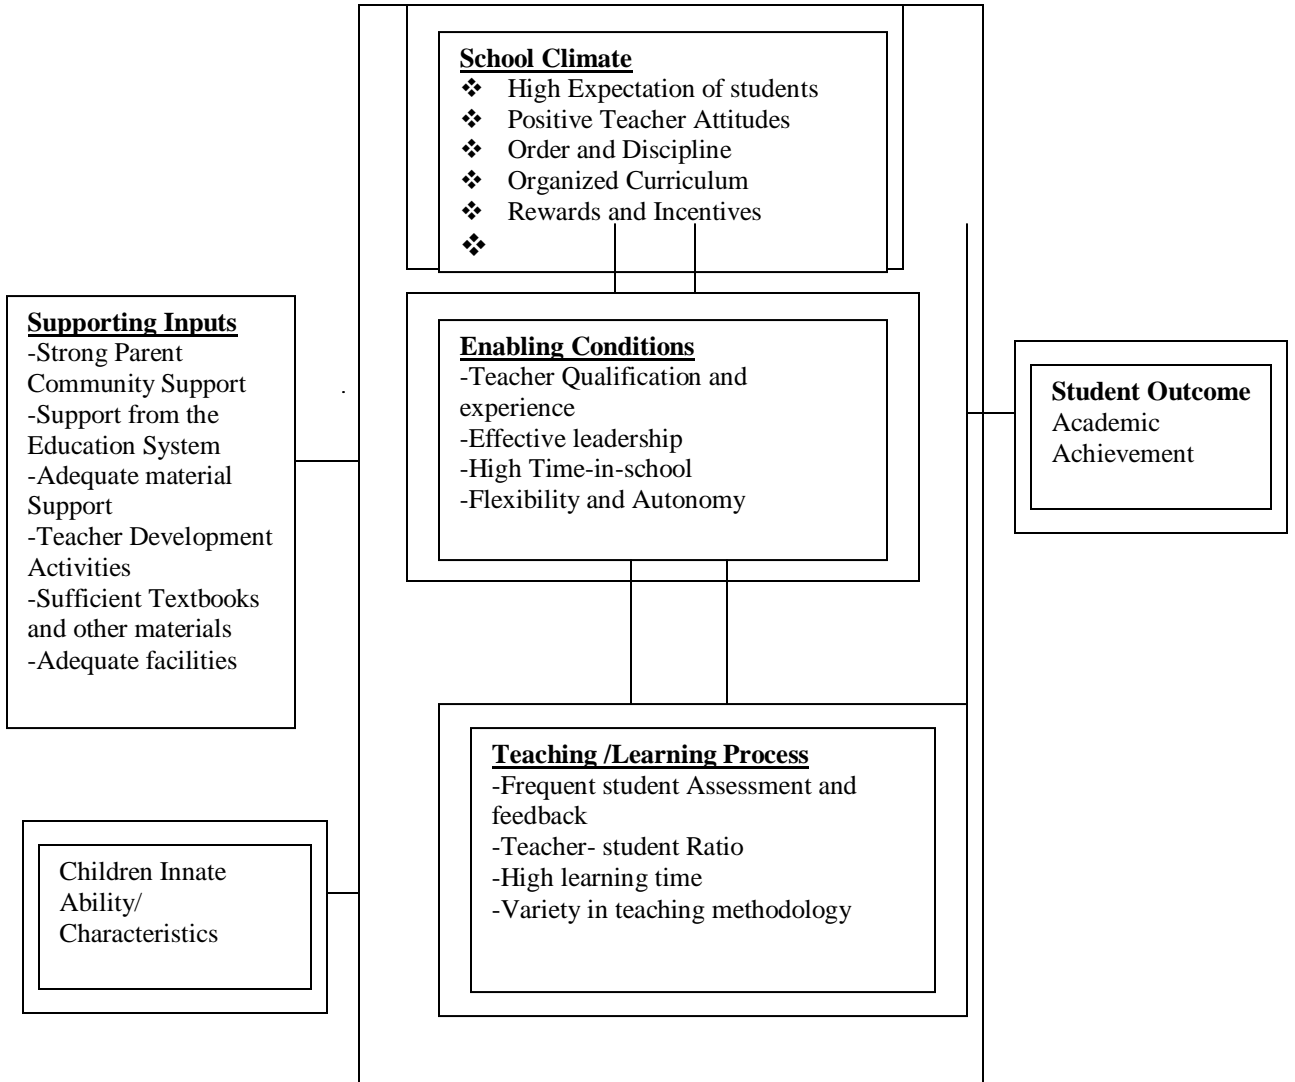 School Climate
❖ High Expectation of students
❖ Positive Teacher Attitudes
❖ Order and Discipline
❖ Organized Curriculum
❖ Rewards and Incentives
❖
Supporting Inputs
-Strong Parent
Community Support
-Support from the
Education System
-Adequate material
Support
-Teacher Development
Activities
-Sufficient Textbooks
and other materials
-Adequate facilities
.
Enabling Conditions
-Teacher Qualification and
experience
-Effective leadership
-High Time-in-school
-Flexibility and Autonomy
Student Outcome
Academic
Achievement
Teaching /Learning Process
-Frequent student Assessment and
feedback
-Teacher- student Ratio
-High learning time
-Variety in teaching methodology
Children Innate
Ability/
Characteristics